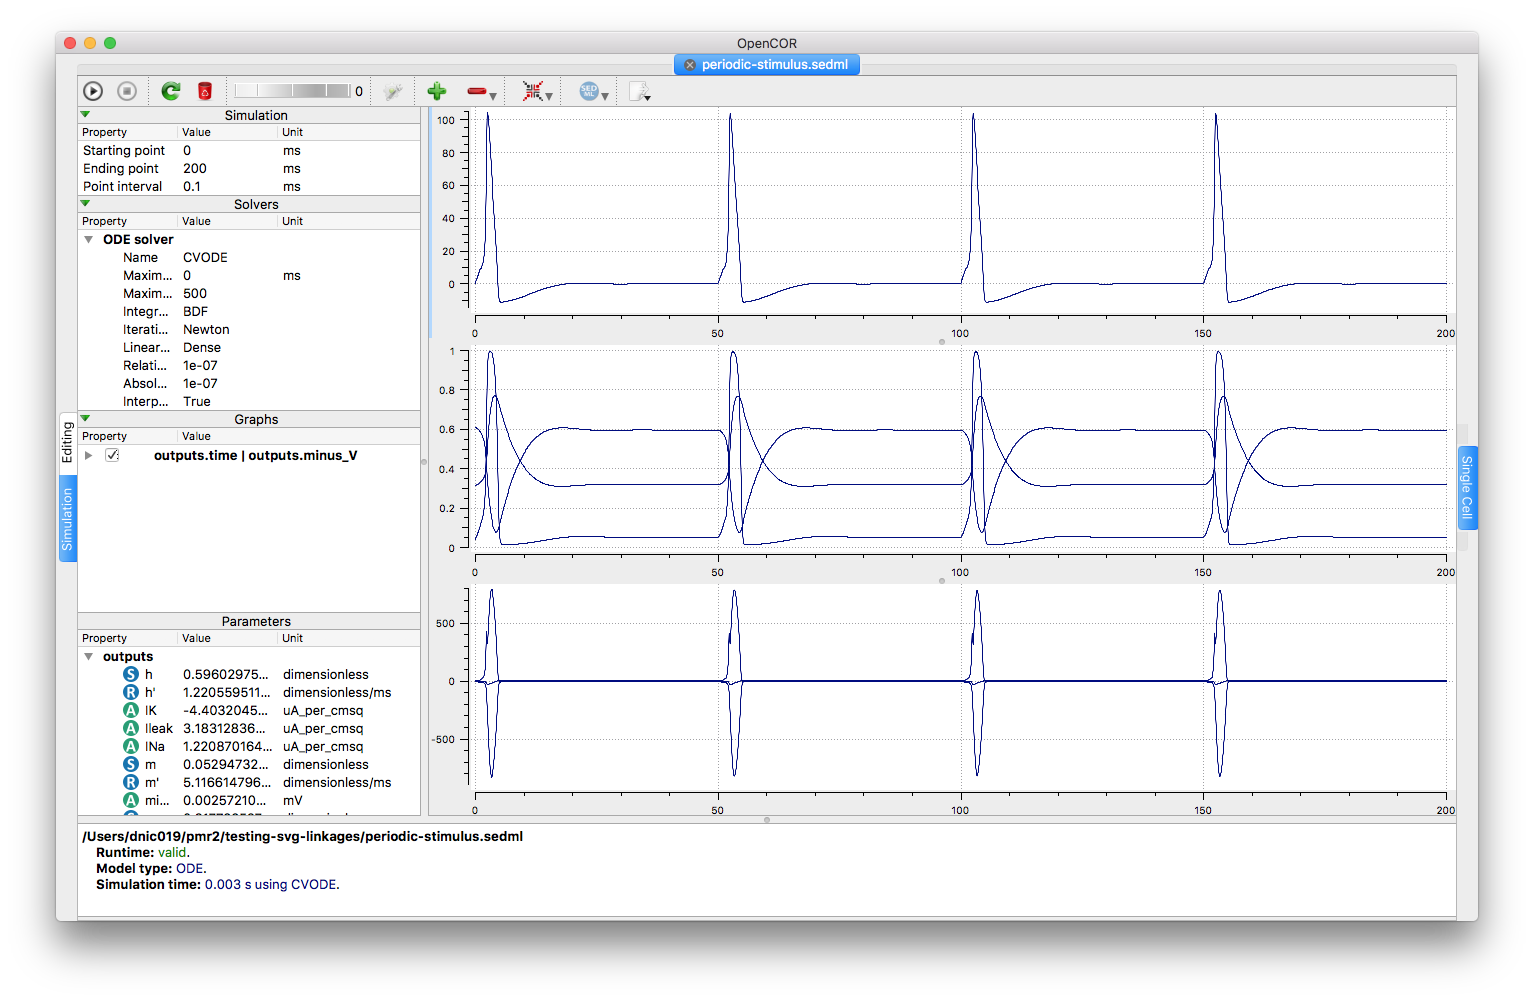 OpenCOR
periodic-stimulus.sedml
0
SED ML
Simulation
Property Value Unit
Starting point 0 ms
Ending point 200 ms
Point interval 0.1 ms
Solvers
Property Value Unit
ODE solver
Name CVODE
Maxim... 0 ms
Maxim... 500
Integr... BDF
Iterati... Newton
Linear... Dense
Relati... 1e-07
Absol... 1e-07
Interp... True
Graphs
Property Value
outputs.time | outputs.minus_V
Editing
Simulation
Parameters
Property Value Unit
outputs
S h 0.59602975... dimensionless
R h' 1.220559511... dimensionless/ms
A IK -4.4032045... uA_per_cmsq
A Ileak 3.18312836... uA_per_cmsq
A INa 1.220870164... uA_per_cmsq
S m 0.05294732... dimensionless
R m' 5.116614796... dimensionless/ms
A mi... 0.00257210... mV
100
80
60
40
20
0
0 50 100 150 200
1
0.8
0.6
0.4
0.2
0
0 50 100 150 200
500
0
-500
0 50 100 150 200
Single Cell
/Users/dnic019/pmr2/testing-svg-linkages/periodic-stimulus.sedml
Runtime: valid.
Model type: ODE.
Simulation time: 0.003 s using CVODE.